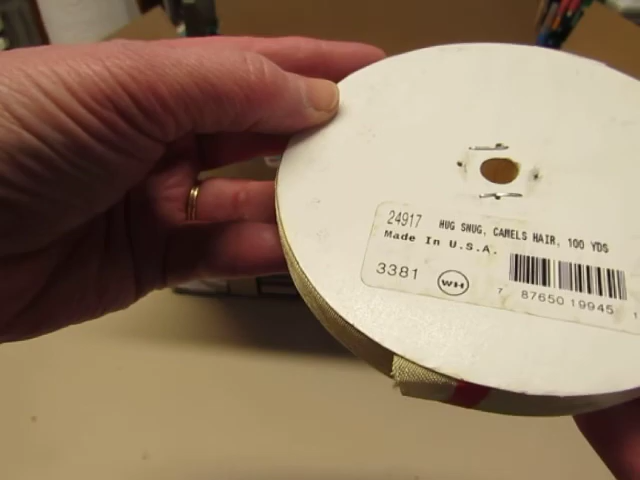 24917 HUG SNUG, CAMELS HAIR, 100 YDS
Made In U.S.A.
3381 WH
7 87650 19945 1